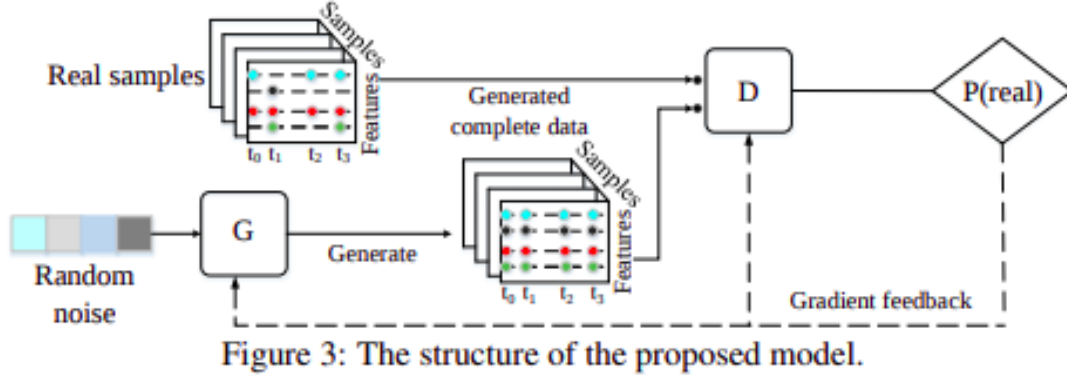 Samples
Real samples
Features
t0 t1 t2 t3
Generated
complete data
D
P(real)
Samples
Features
t0 t1 t2 t3
G
Generate
Random
noise
Gradient feedback
Figure 3: The structure of the proposed model.